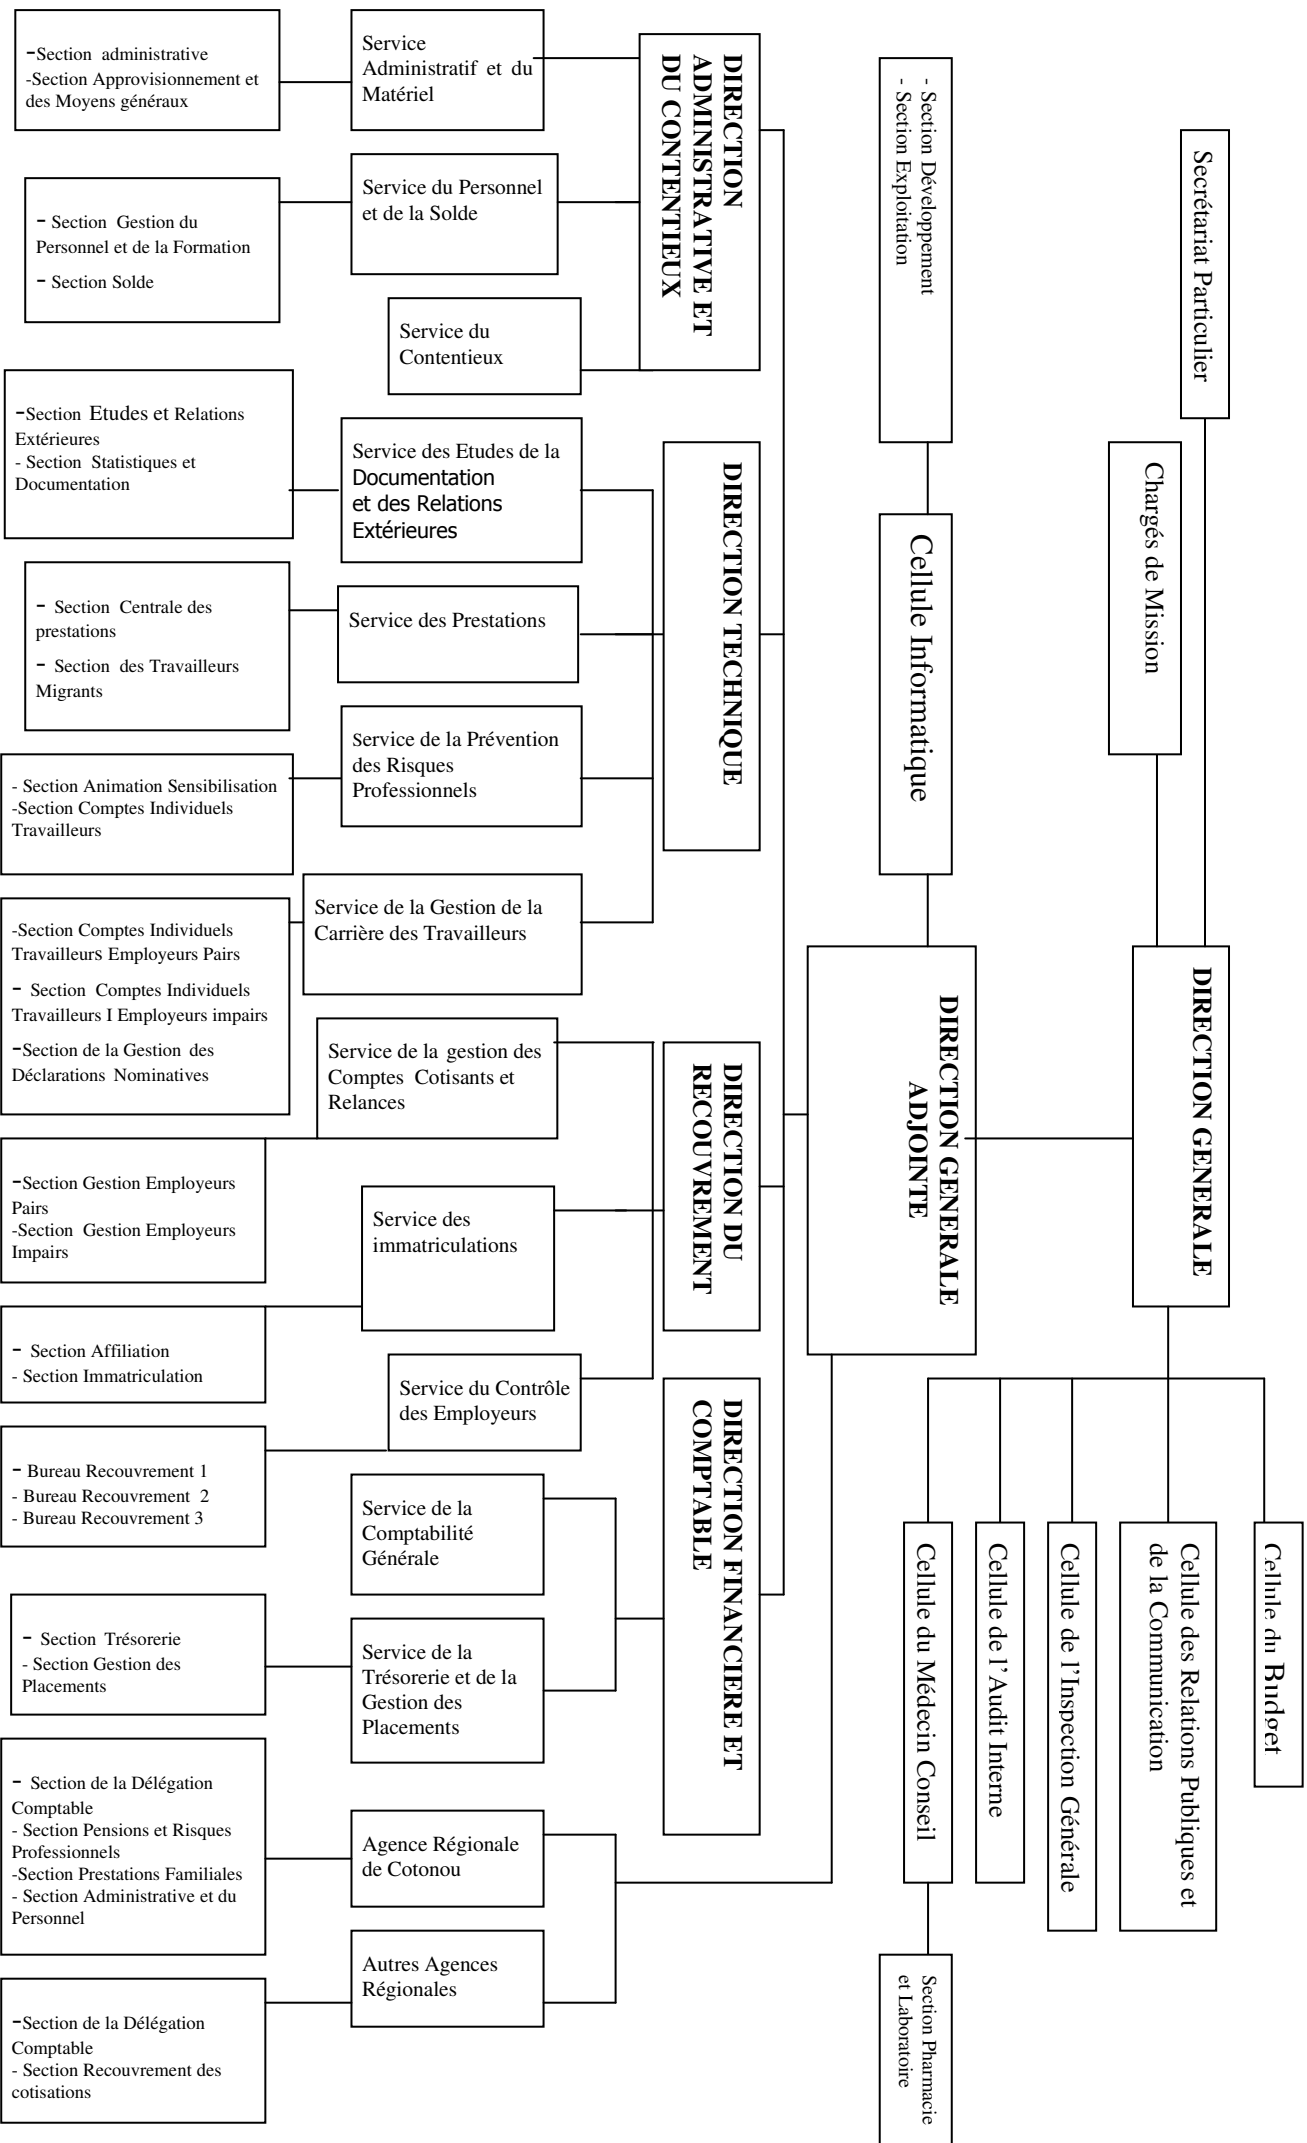 -Section administrative
-Section Approvisionnement et
des Moyens généraux
Service
Administratif et du
Matériel
- Section Gestion du
Personnel et de la Formation
- Section Solde
Service du Personnel
et de la Solde
Service du
Contentieux
DIRECTION
ADMINISTRATIVE ET
DU CONTENTIEUX
-Section Etudes et Relations
Extérieures
- Section Statistiques et
Documentation
Service des Etudes de la
Documentation
et des Relations
Extérieures
- Section Centrale des
prestations
- Section des Travailleurs
Migrants
Service des Prestations
- Section Animation Sensibilisation
-Section Comptes Individuels
Travailleurs
Service de la Prévention
des Risques
Professionnels
-Section Comptes Individuels
Travailleurs Employeurs Pairs
- Section Comptes Individuels
Travailleurs I Employeurs impairs
-Section de la Gestion des
Déclarations Nominatives
Service de la Gestion de la
Carrière des Travailleurs
DIRECTION TECHNIQUE
-Section Gestion Employeurs
Pairs
-Section Gestion Employeurs
Impairs
Service de la gestion des
Comptes Cotisants et
Relances
- Section Affiliation
- Section Immatriculation
Service des
immatriculations
- Bureau Recouvrement 1
- Bureau Recouvrement 2
- Bureau Recouvrement 3
Service du Contrôle
des Employeurs
DIRECTION DU
RECOUVREMENT
Service de la
Comptabilité
Générale
- Section Trésorerie
- Section Gestion des
Placements
Service de la
Trésorerie et de la
Gestion des
Placements
DIRECTION FINANCIERE ET
COMPTABLE
- Section de la Délégation
Comptable
- Section Pensions et Risques
Professionnels
-Section Prestations Familiales
- Section Administrative et du
Personnel
Agence Régionale
de Cotonou
-Section de la Délégation
Comptable
- Section Recouvrement des
cotisations
Autres Agences
Régionales
- Section Développement
- Section Exploitation
Cellule Informatique
DIRECTION GENERALE
ADJOINTE
Secrétariat Particulier
Chargés de Mission
DIRECTION GENERALE
Cellule du Budget
Cellule des Relations Publiques et
de la Communication
Cellule de l'Inspection Générale
Cellule de l'Audit Interne
Cellule du Médecin Conseil
Section Pharmacie
et Laboratoire